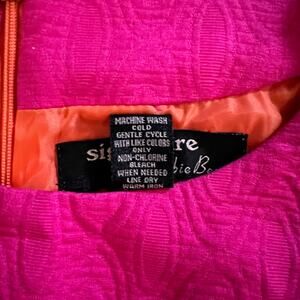 MACHINE WASH
COLD
GENTLE CYCLE
WITH LIKE COLORS
ONLY
NON-CHLORINE
BLEACH
WHEN NEEDED
LINE DRY
WARM IRON